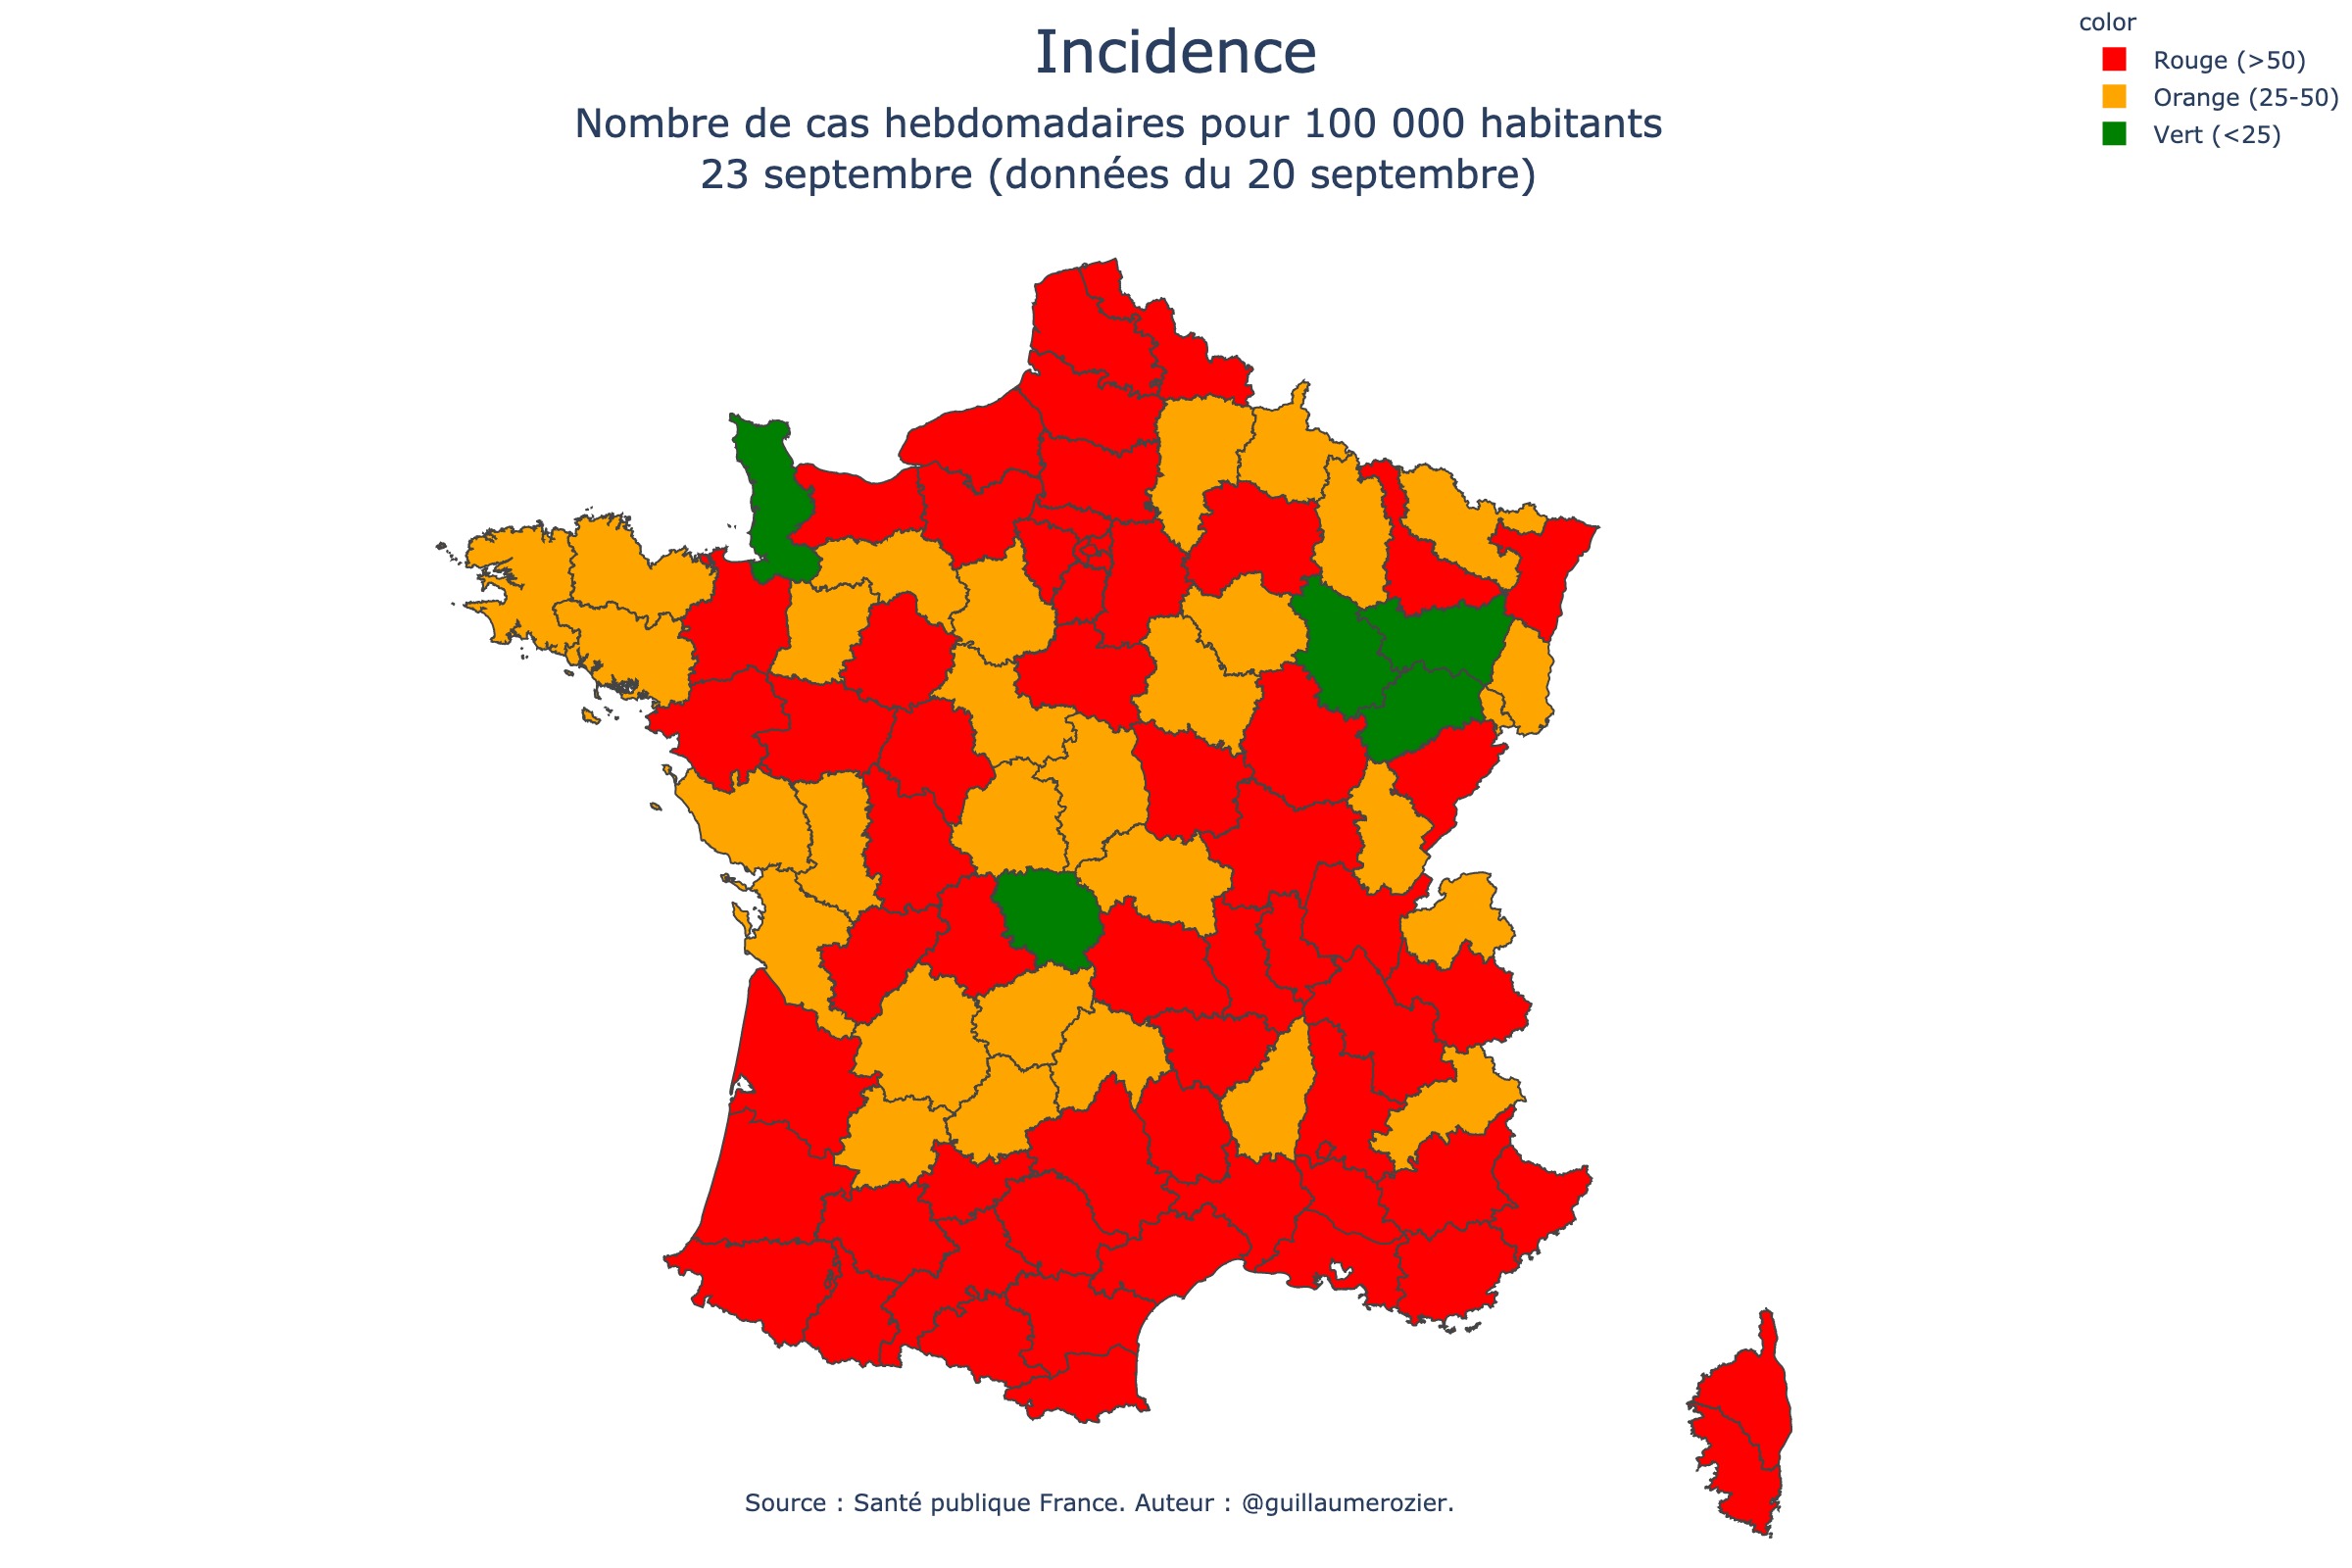 Incidence
Nombre de cas hebdomadaires pour 100 000 habitants
23 septembre (données du 20 septembre)
color
Rouge (>50)
Orange (25-50)
Vert (<25)
Source : Santé publique France. Auteur : @guillaumerozier.